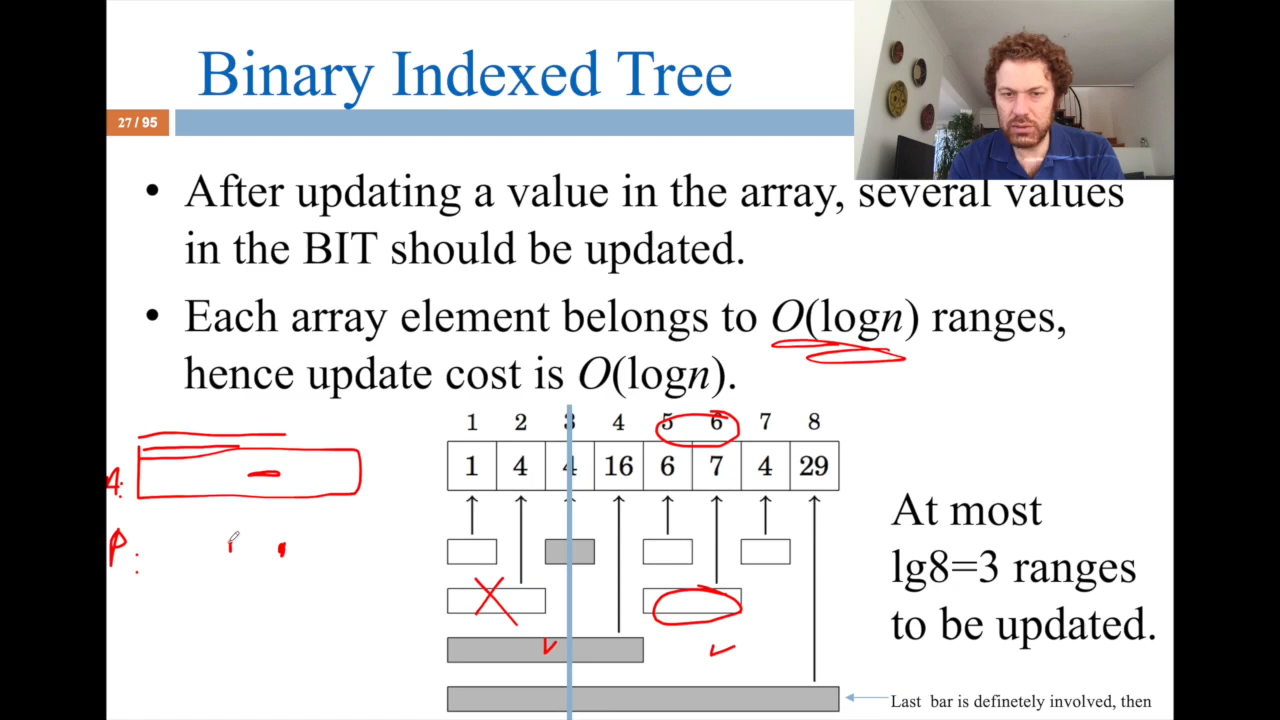 Binary Indexed Tree
27 / 95
• After updating a value in the array, several values
in the BIT should be updated.
• Each array element belongs to O(logn) ranges,
hence update cost is O(logn).
1 2 3 4 5 6 7 8
1 4 4 16 6 7 4 29
A:
P:
At most
lg8=3 ranges
to be updated.
Last bar is definetely involved, then